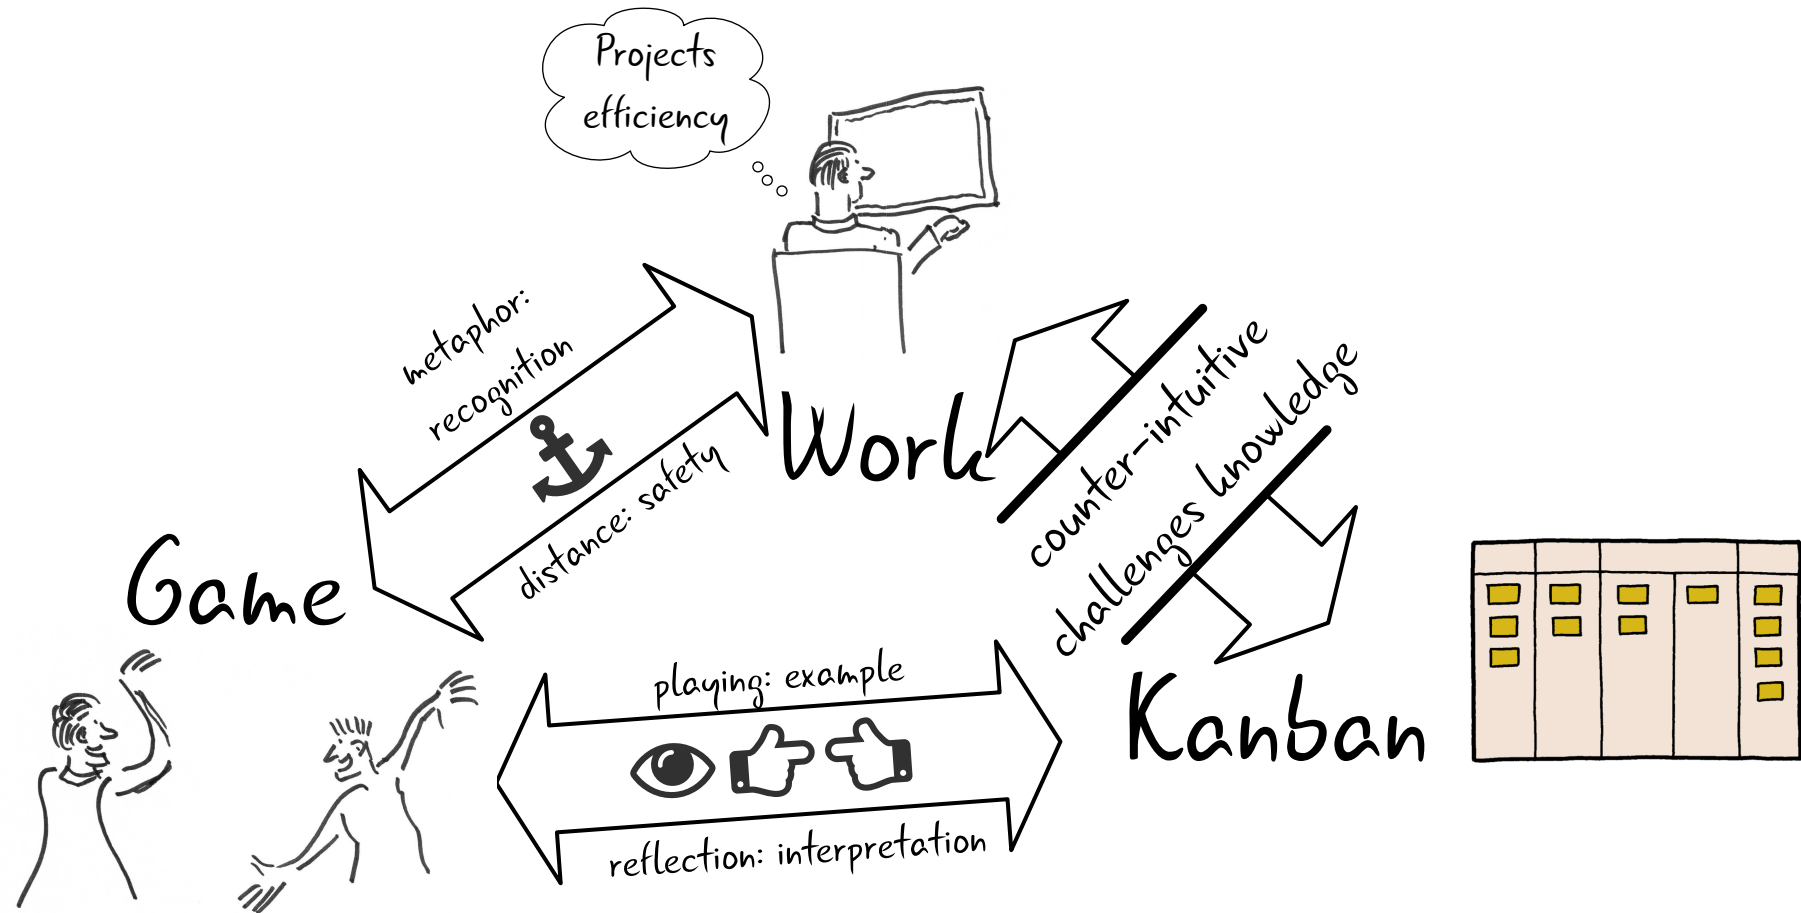 Projects
efficiency
metaphor:
recognition
distance: safety
Work
counter-intuitive
challenges knowledge
Game
playing: example
reflection: interpretation
Kanban